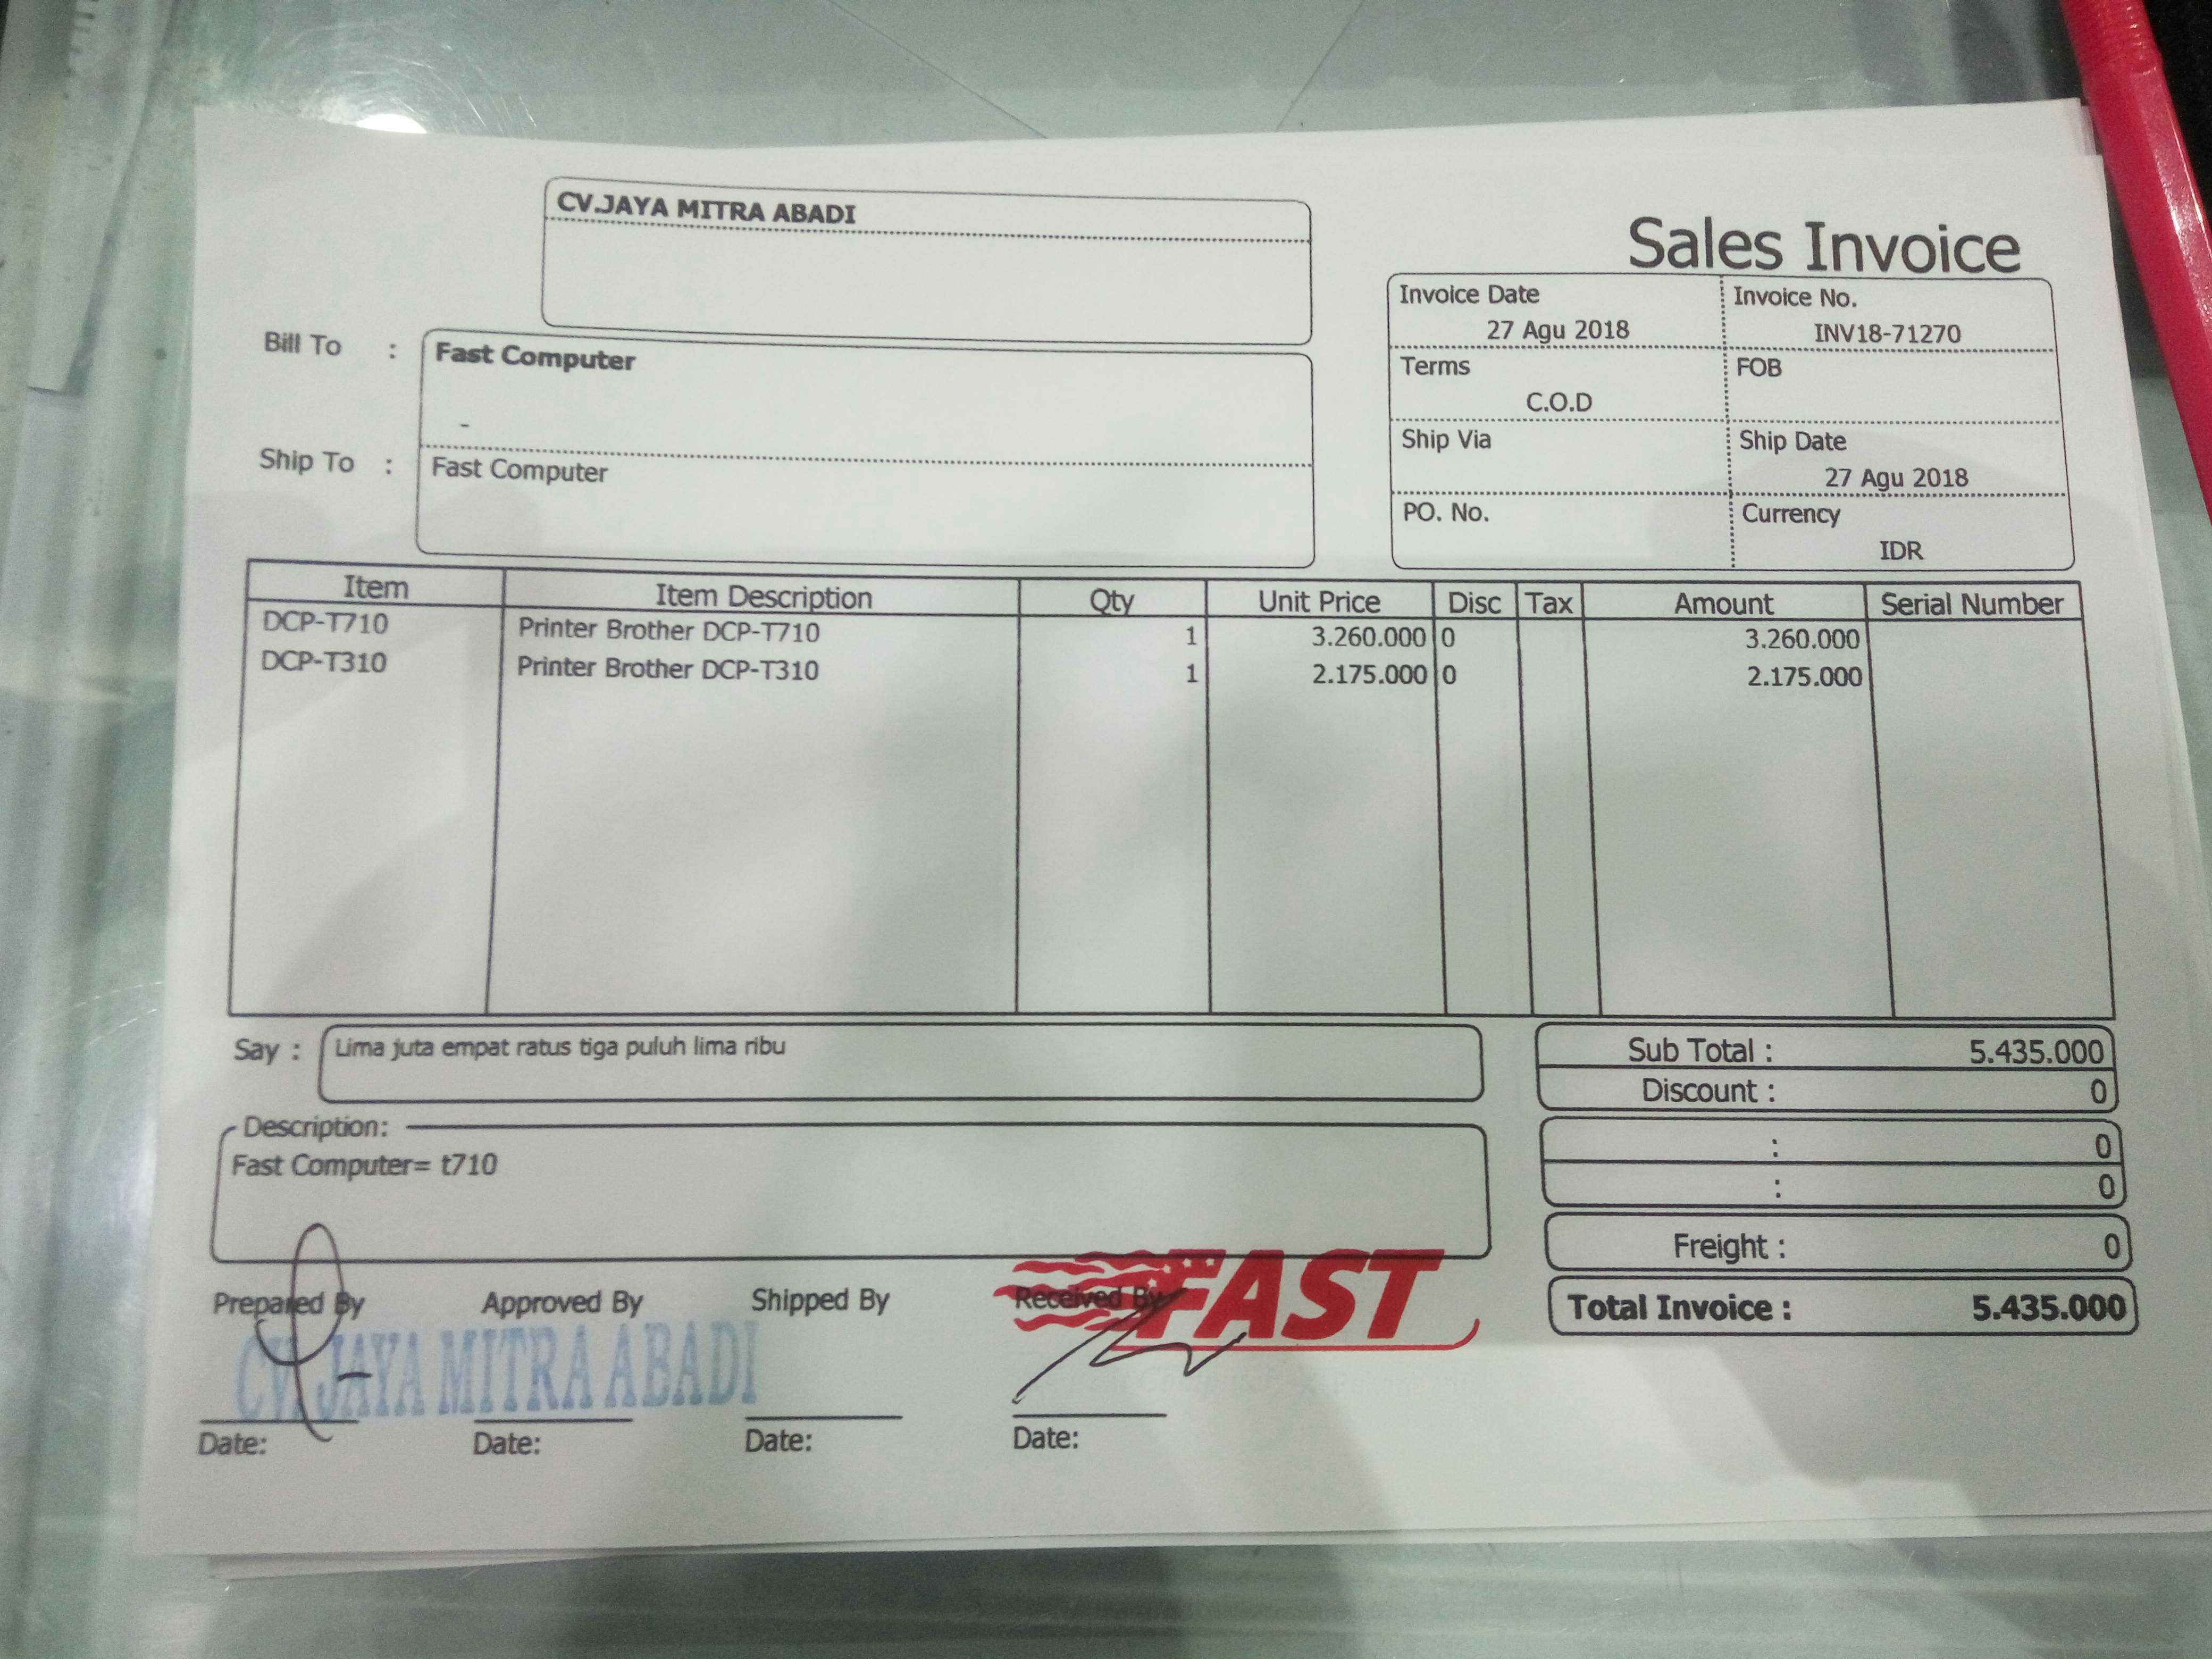 CV.JAYA MITRA ABADI
Sales Invoice
Invoice Date Invoice No.
27 Agu 2018 INV18-71270
Bill To : Fast Computer
Terms FOB
C.O.D
-
Ship Via Ship Date
27 Agu 2018
Ship To : Fast Computer
PO. No. Currency
IDR
Item Item Description Qty Unit Price Disc Tax Amount Serial Number
DCP-T710 Printer Brother DCP-T710 1 3.260.000 0 3.260.000
DCP-T310 Printer Brother DCP-T310 1 2.175.000 0 2.175.000
Say : Lima juta empat ratus tiga puluh lima ribu
Sub Total : 5.435.000
Discount : 0
Description:
Fast Computer= t710
: 0
: 0
Freight : 0
Total Invoice : 5.435.000
Prepared By Approved By Shipped By Received By
FAST
CV. JAYA MITRA ABADI
Date: Date: Date: Date: